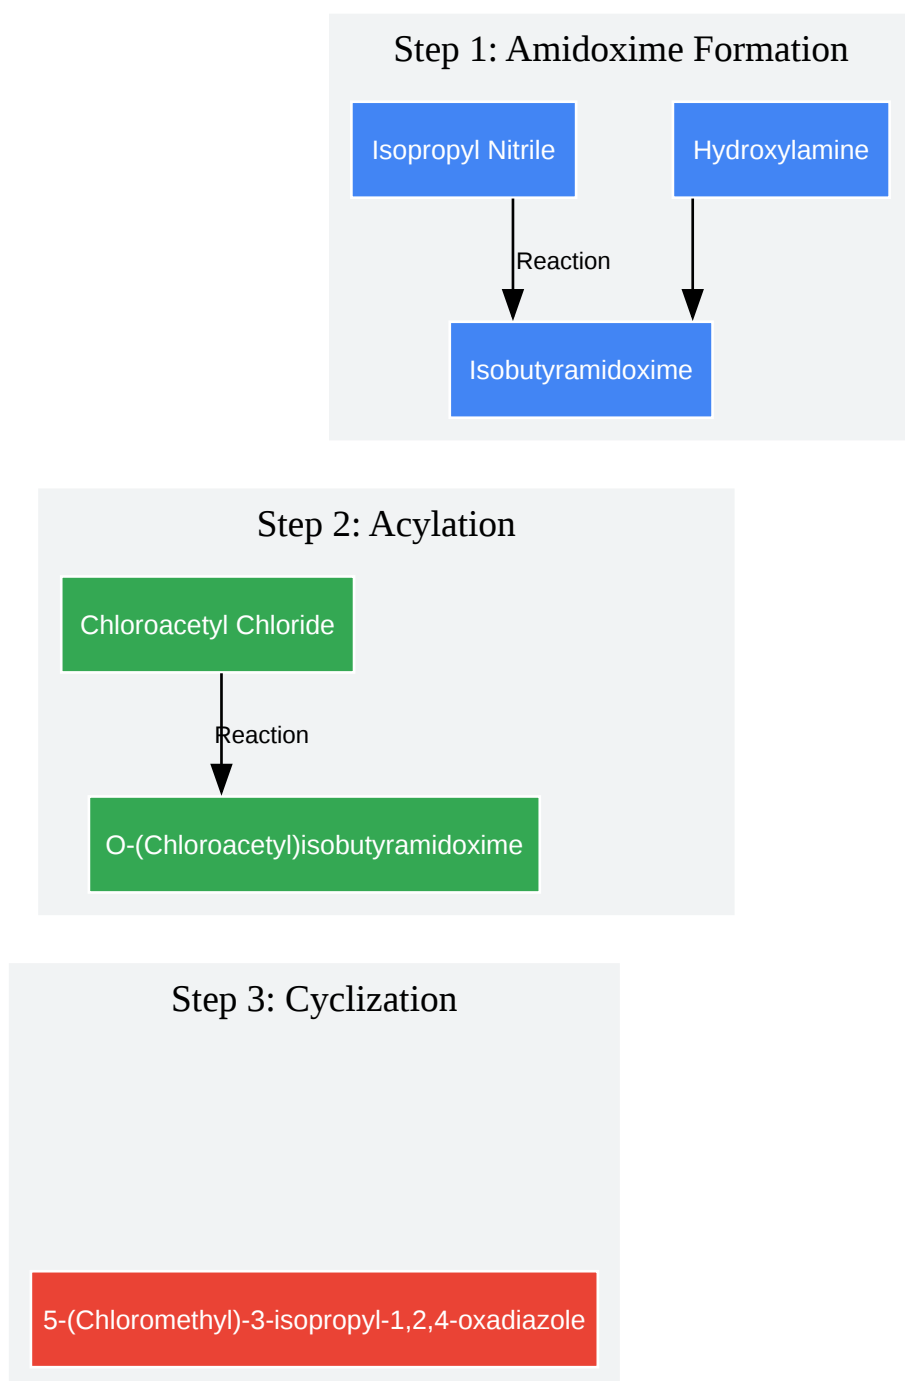 Step 1: Amidoxime Formation
Isopropyl Nitrile
Hydroxylamine
Reaction
Isobutyramidoxime
Step 2: Acylation
Chloroacetyl Chloride
Reaction
O-(Chloroacetyl)isobutyramidoxime
Step 3: Cyclization
5-(Chloromethyl)-3-isopropyl-1,2,4-oxadiazole